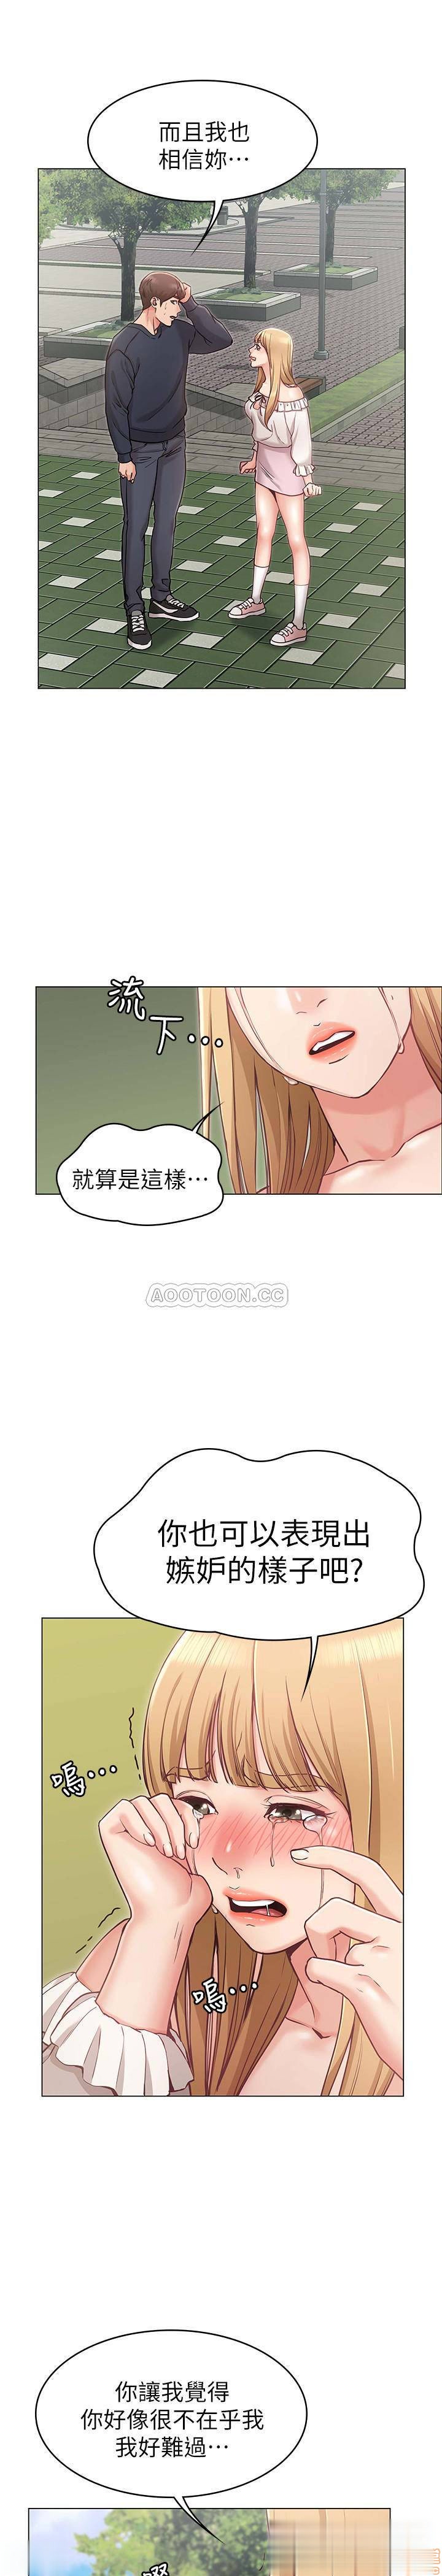 而且我也
相信妳…
流
下…
就算是這樣…
AOOTOON.CC
你也可以表現出
嫉妒的樣子吧?
嗚…
嗚…
你讓我覺得
你好像很不在乎我
我好難過…